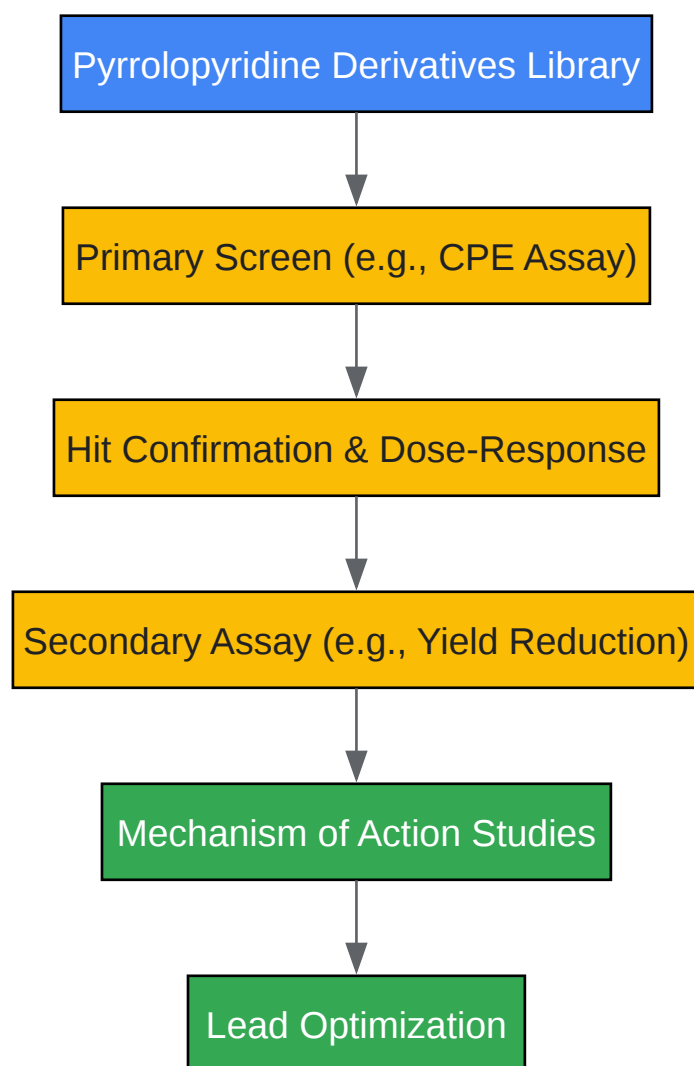 Pyrrolopyridine Derivatives Library
Primary Screen (e.g., CPE Assay)
Hit Confirmation & Dose-Response
Secondary Assay (e.g., Yield Reduction)
Mechanism of Action Studies
Lead Optimization